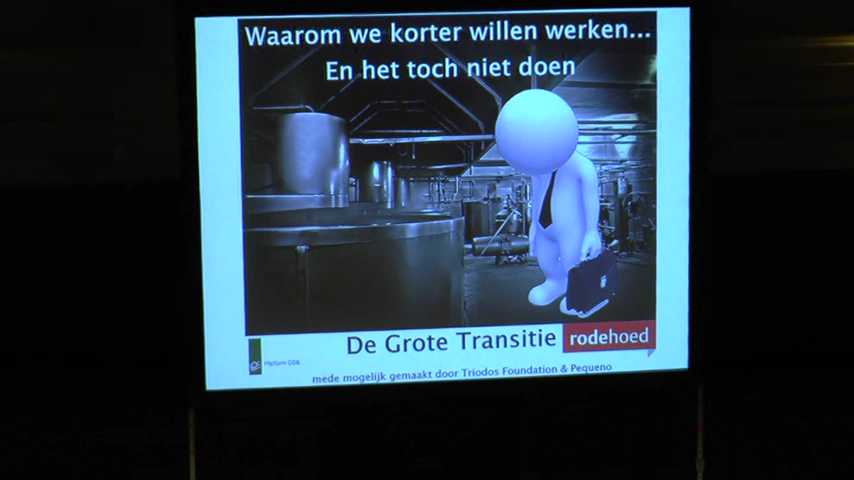 Waarom we korter willen werken...
En het toch niet doen
De Grote Transitie
rodehoed
Platform DSE
mede mogelijk gemaakt door Triodos Foundation & Pequeno